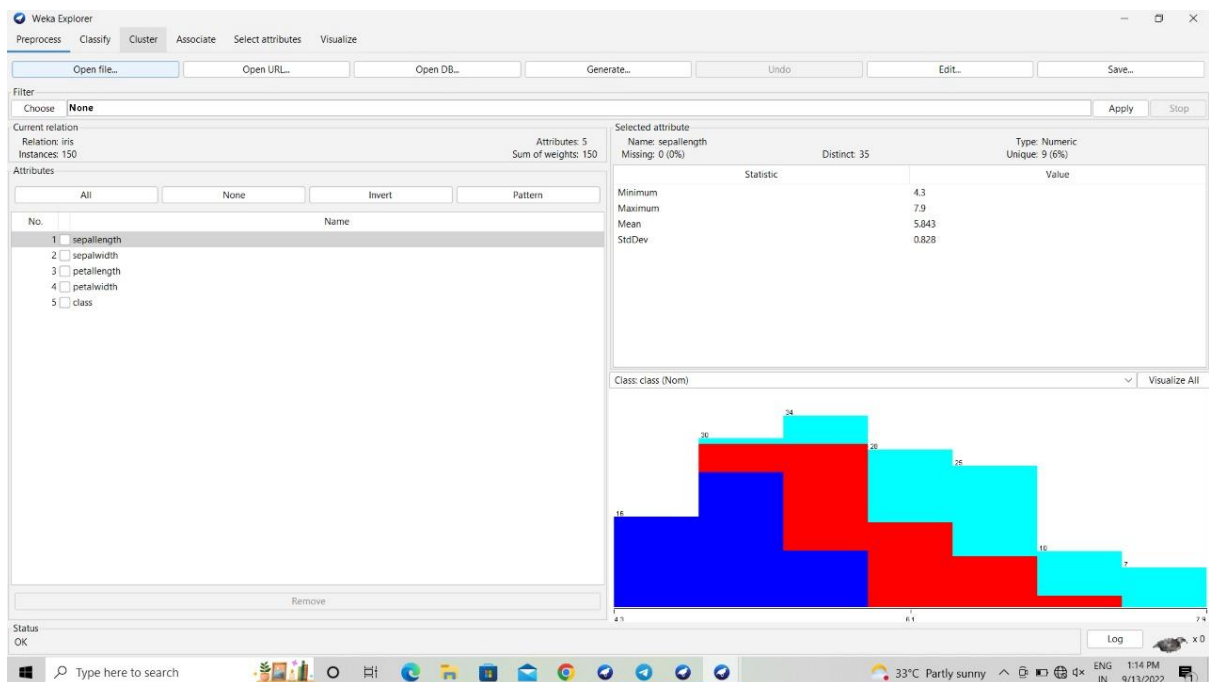 Weka Explorer
Preprocess Classify Cluster Associate Select attributes Visualize
Open file... Open URL... Open DB... Generate... Undo Edit... Save...
Filter
Choose None Apply Stop
Current relation
Relation: iris Attributes: 5
Instances: 150 Sum of weights: 150
Selected attribute
Name: sepallength Type: Numeric
Missing: 0 (0%) Distinct: 35 Unique: 9 (6%)
Attributes
All None Invert Pattern
No. Name
1 sepallength
2 sepalwidth
3 petallength
4 petalwidth
5 class
Remove
Statistic Value
Minimum 4.3
Maximum 7.9
Mean 5.843
StdDev 0.828
Class: class (Nom) Visualize All
16 30 34 28 25 10 7
4.3 6.1 7.9
Status
OK Log x 0
Type here to search 33°C Partly sunny ENG 1:14 PM
IN 9/13/2022